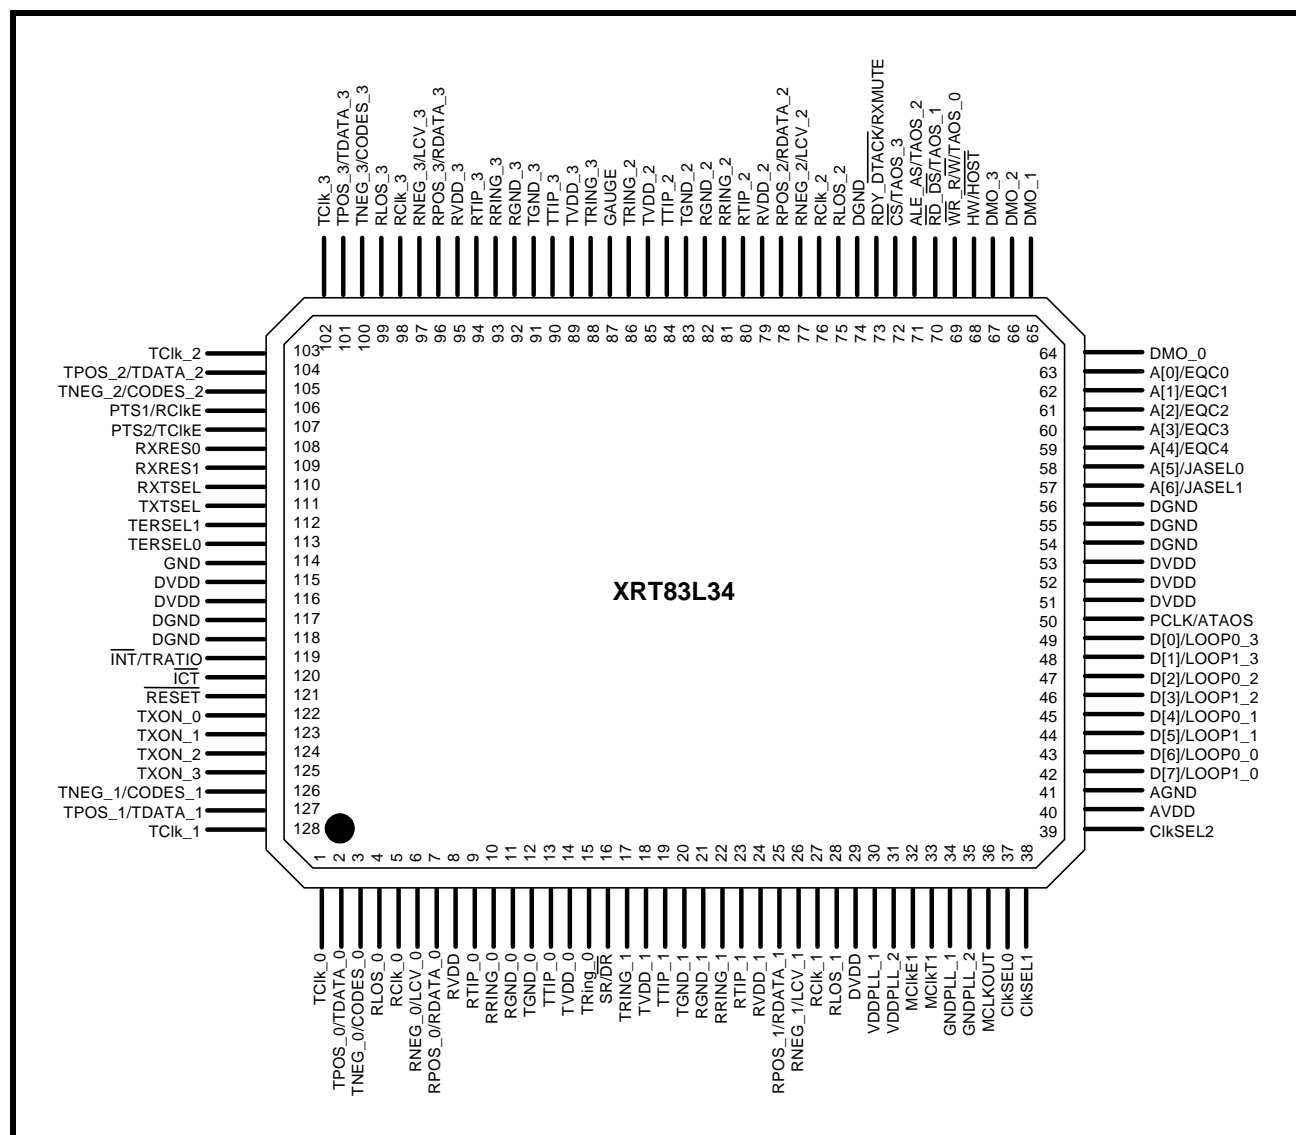 TClk_3
TPOS_3/TDATA_3
TNEG_3/CODES_3
RLOS_3
RClk_3
RNEG_3/LCV_3
RPOS_3/RDATA_3
RVDD_3
RTIP_3
RRING_3
RGND_3
TGND_3
TTIP_3
TVDD_3
TRING_3
GAUGE
TRING_2
TVDD_2
TTIP_2
TGND_2
RGND_2
RRING_2
RTIP_2
RVDD_2
RPOS_2/RDATA_2
RNEG_2/LCV_2
RClk_2
RLOS_2
DGND
RDY_DTACK/RXMUTE
CS/TAOS_3
ALE_AS/TAOS_2
RD_DS/TAOS_1
WR_R/W/TAOS_0
HW/HOST
DMO_3
DMO_2
DMO_1
102
101
100
99
98
97
96
95
94
93
92
91
90
89
88
87
86
85
84
83
82
81
80
79
78
77
76
75
74
73
72
71
70
69
68
67
66
65
TClk_2 103
TPOS_2/TDATA_2 104
TNEG_2/CODES_2 105
PTS1/RClkE 106
PTS2/TClkE 107
RXRES0 108
RXRES1 109
RXTSEL 110
TXTSEL 111
TERSEL1 112
TERSEL0 113
GND 114
DVDD 115
DVDD 116
DGND 117
DGND 118
INT/TRATIO 119
ICT 120
RESET 121
TXON_0 122
TXON_1 123
TXON_2 124
TXON_3 125
TNEG_1/CODES_1 126
TPOS_1/TDATA_1 127
TClk_1 128
XRT83L34
64 DMO_0
63 A[0]/EQC0
62 A[1]/EQC1
61 A[2]/EQC2
60 A[3]/EQC3
59 A[4]/EQC4
58 A[5]/JASEL0
57 A[6]/JASEL1
56 DGND
55 DGND
54 DGND
53 DVDD
52 DVDD
51 DVDD
50 PCLK/ATAOS
49 D[0]/LOOP0_3
48 D[1]/LOOP1_3
47 D[2]/LOOP0_2
46 D[3]/LOOP1_2
45 D[4]/LOOP0_1
44 D[5]/LOOP1_1
43 D[6]/LOOP0_0
42 D[7]/LOOP1_0
41 AGND
40 AVDD
39 ClkSEL2
1
2
3
4
5
6
7
8
9
10
11
12
13
14
15
16
17
18
19
20
21
22
23
24
25
26
27
28
29
30
31
32
33
34
35
36
37
38
TClk_0
TPOS_0/TDATA_0
TNEG_0/CODES_0
RLOS_0
RClk_0
RNEG_0/LCV_0
RPOS_0/RDATA_0
RVDD
RTIP_0
RRING_0
RGND_0
TGND_0
TTIP_0
TVDD_0
TRing_0
SR/DR
TRING_1
TVDD_1
TTIP_1
TGND_1
RGND_1
RRING_1
RTIP_1
RVDD_1
RPOS_1/RDATA_1
RNEG_1/LCV_1
RClk_1
RLOS_1
DVDD
VDDPLL_1
VDDPLL_2
MClkE1
MClkT1
GNDPLL_1
GNDPLL_2
MCLKOUT
ClkSEL0
ClkSEL1